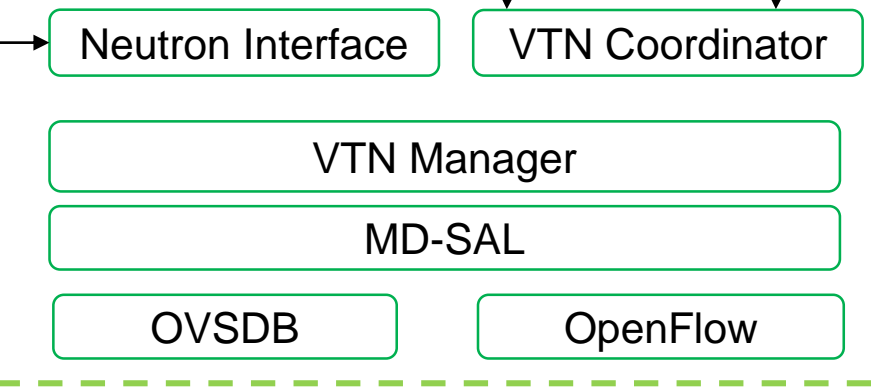 Neutron Interface
VTN Coordinator
VTN Manager
MD-SAL
OVSDB
OpenFlow